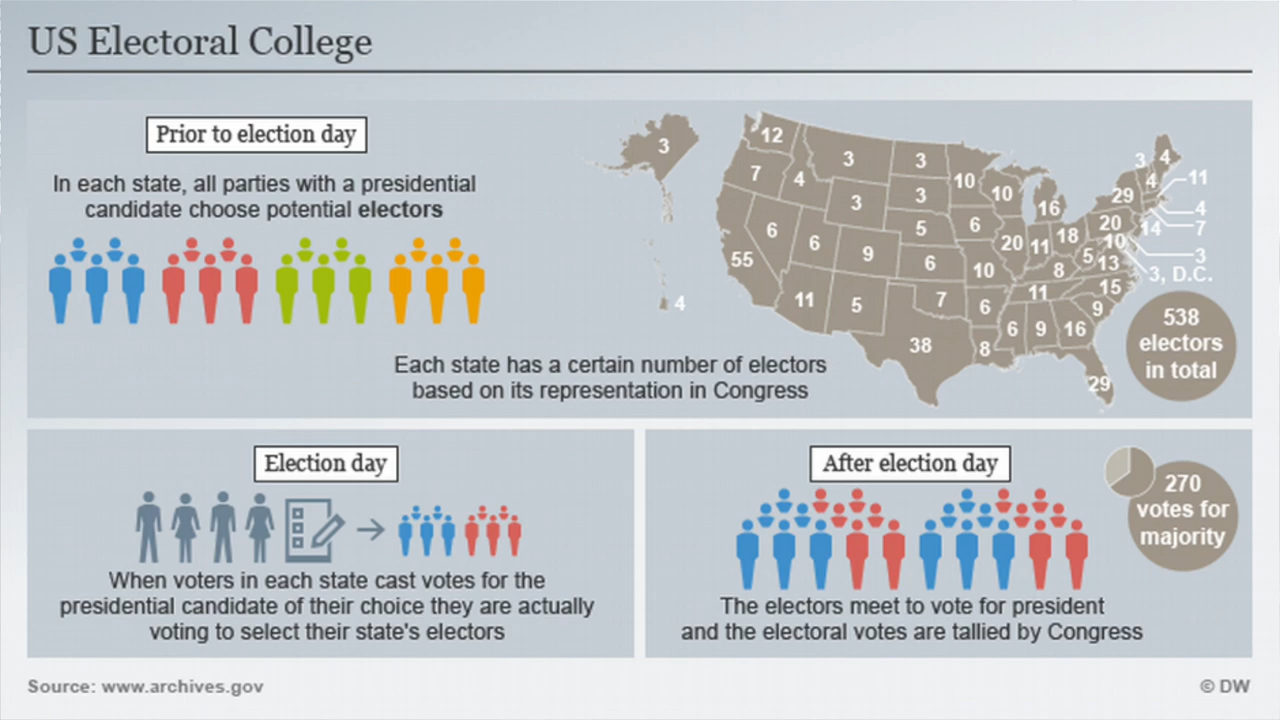 US Electoral College
Prior to election day
In each state, all parties with a presidential
candidate choose potential electors
3
12
7
4
3
3
3
3
10
10
16
3
4
4
11
29
4
7
14
3
3, D.C.
6
6
9
5
6
6
20
11
18
20
10
5
13
55
10
8
15
11
5
7
6
11
9
4
38
8
6
9
16
29
Each state has a certain number of electors
based on its representation in Congress
538
electors
in total
Election day
When voters in each state cast votes for the
presidential candidate of their choice they are actually
voting to select their state's electors
After election day
270
votes for
majority
The electors meet to vote for president
and the electoral votes are tallied by Congress
Source: www.archives.gov
© DW